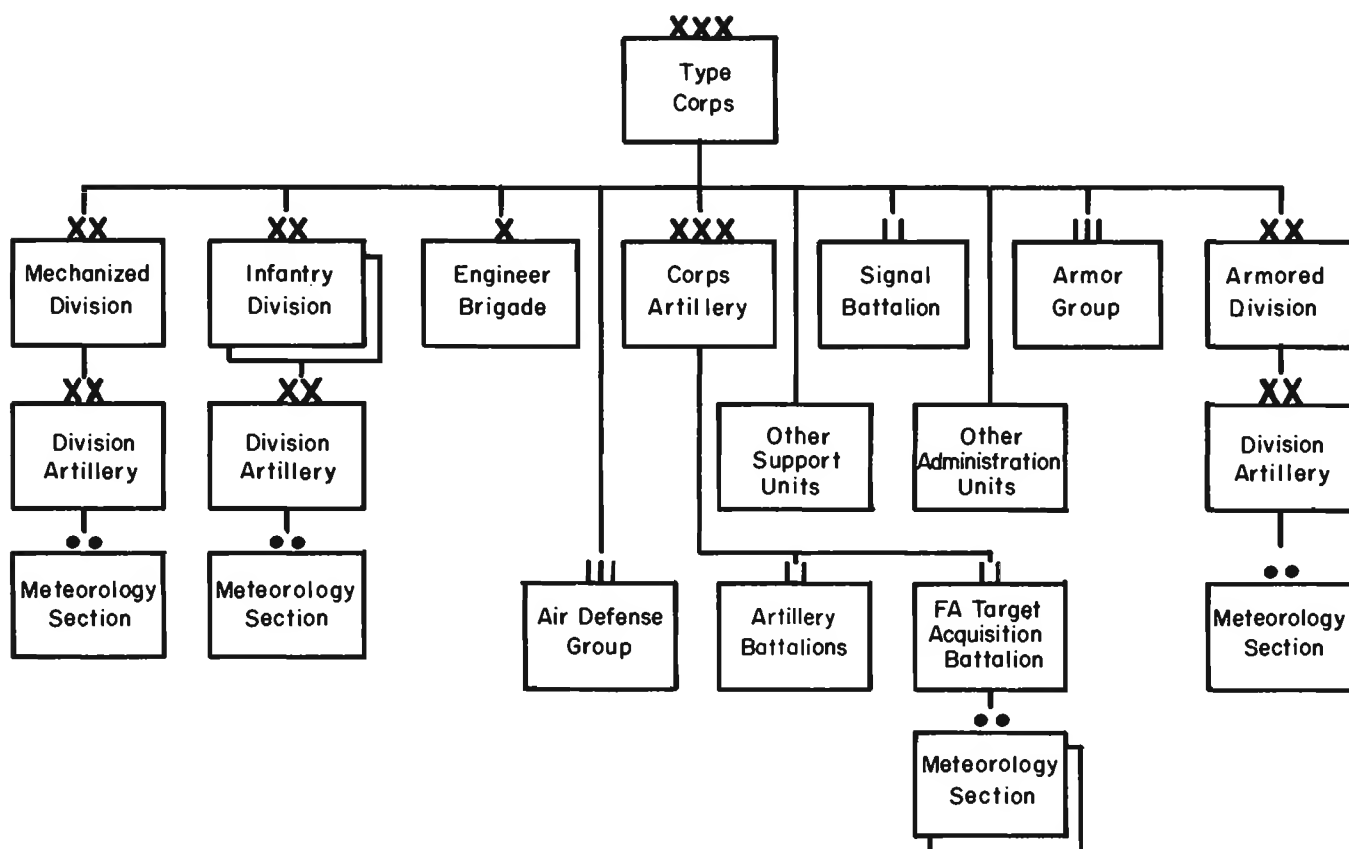 XXX
Type
Corps
XX
Mechanized
Division
XX
Infantry
Division
X
Engineer
Brigade
XXX
Corps
Artillery
II
Signal
Battalion
III
Armor
Group
XX
Armored
Division
XX
Division
Artillery
XX
Division
Artillery
Other
Support
Units
Other
Administration
Units
XX
Division
Artillery
●●
Meteorology
Section
●●
Meteorology
Section
III
Air Defense
Group
II
Artillery
Battalions
II
FA Target
Acquisition
Battalion
●●
Meteorology
Section
●●
Meteorology
Section